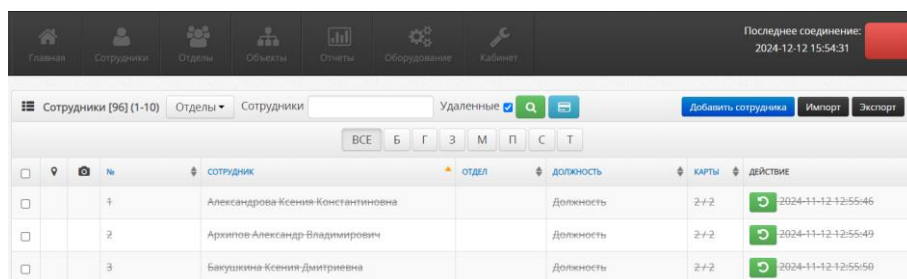 Последнее соединение:
2024-12-12 15:54:31
Главная Сотрудники Отделы Объекты Отчеты Оборудование Кабинет
Сотрудники [96] (1-10) Отделы Сотрудники Удаленные Добавить сотрудника Импорт Экспорт
ВСЕ Б Г З М П С Т
№ СОТРУДНИК ОТДЕЛ ДОЛЖНОСТЬ КАРТЫ ДЕЙСТВИЕ
1 Александрова Ксения Константиновна Должность 2 / 2 2024-11-12 12:55:46
2 Архипов Александр Владимирович Должность 2 / 2 2024-11-12 12:55:49
3 Бакушкина Ксения Дмитриевна Должность 2 / 2 2024-11-12 12:55:50